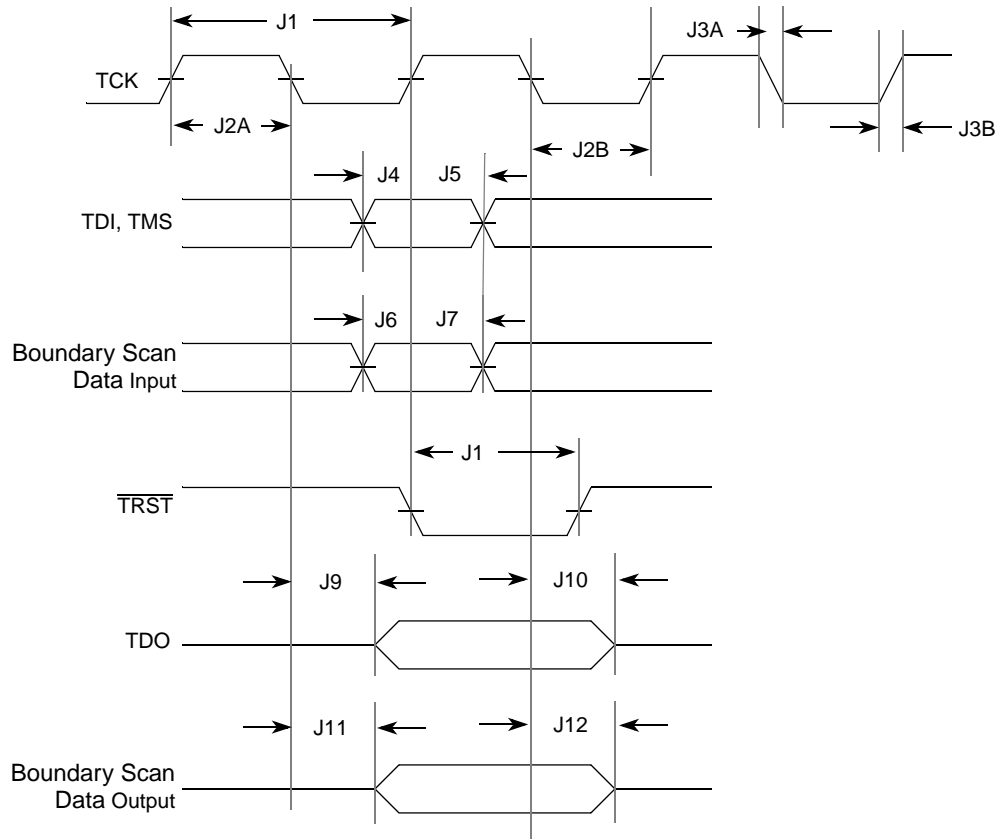 J1
J3A
TCK
J2A
J2B
J3B
J4
J5
TDI, TMS
J6
J7
Boundary Scan
Data Input
J1
TRST
J9
J10
TDO
J11
J12
Boundary Scan
Data Output